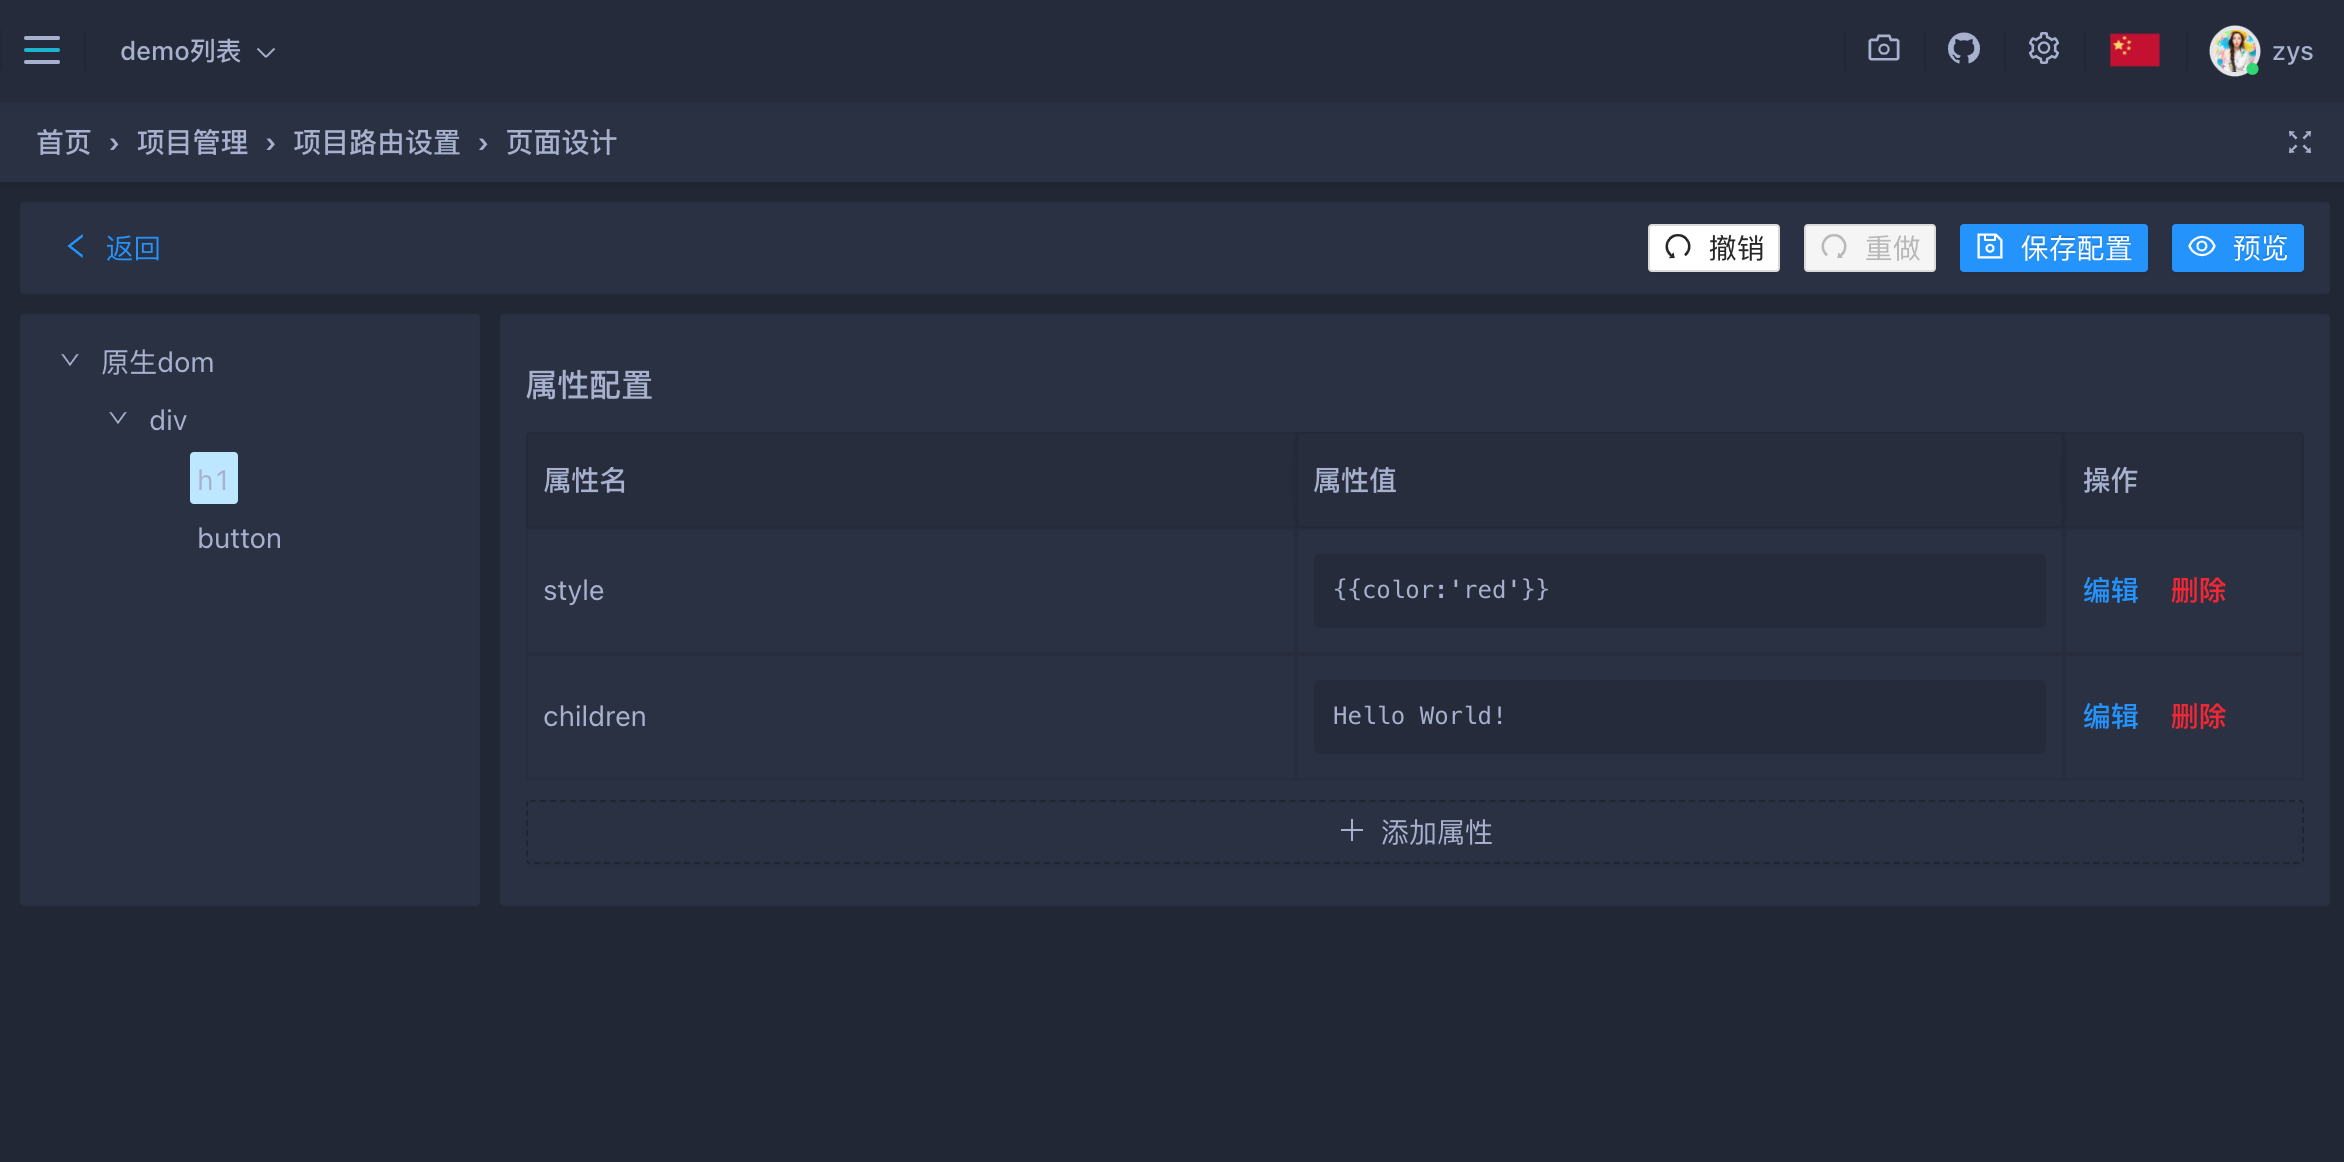 demo列表
zys
首页 › 项目管理 › 项目路由设置 › 页面设计
返回
撤销
重做
保存配置
预览
原生dom
div
h1
button
属性配置
属性名 属性值 操作
style {{color:'red'}} 编辑 删除
children Hello World! 编辑 删除
添加属性